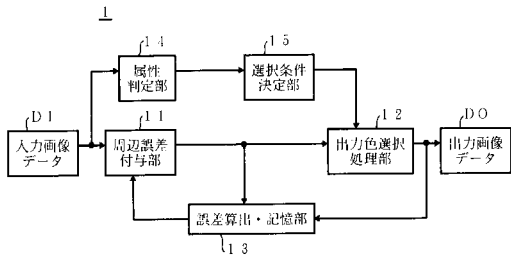 1
14
15
属性
判定部
選択条件
決定部
DI
11
12
DO
入力画像
データ
周辺誤差
付与部
出力色選択
処理部
出力画像
データ
誤差算出・記憶部
13